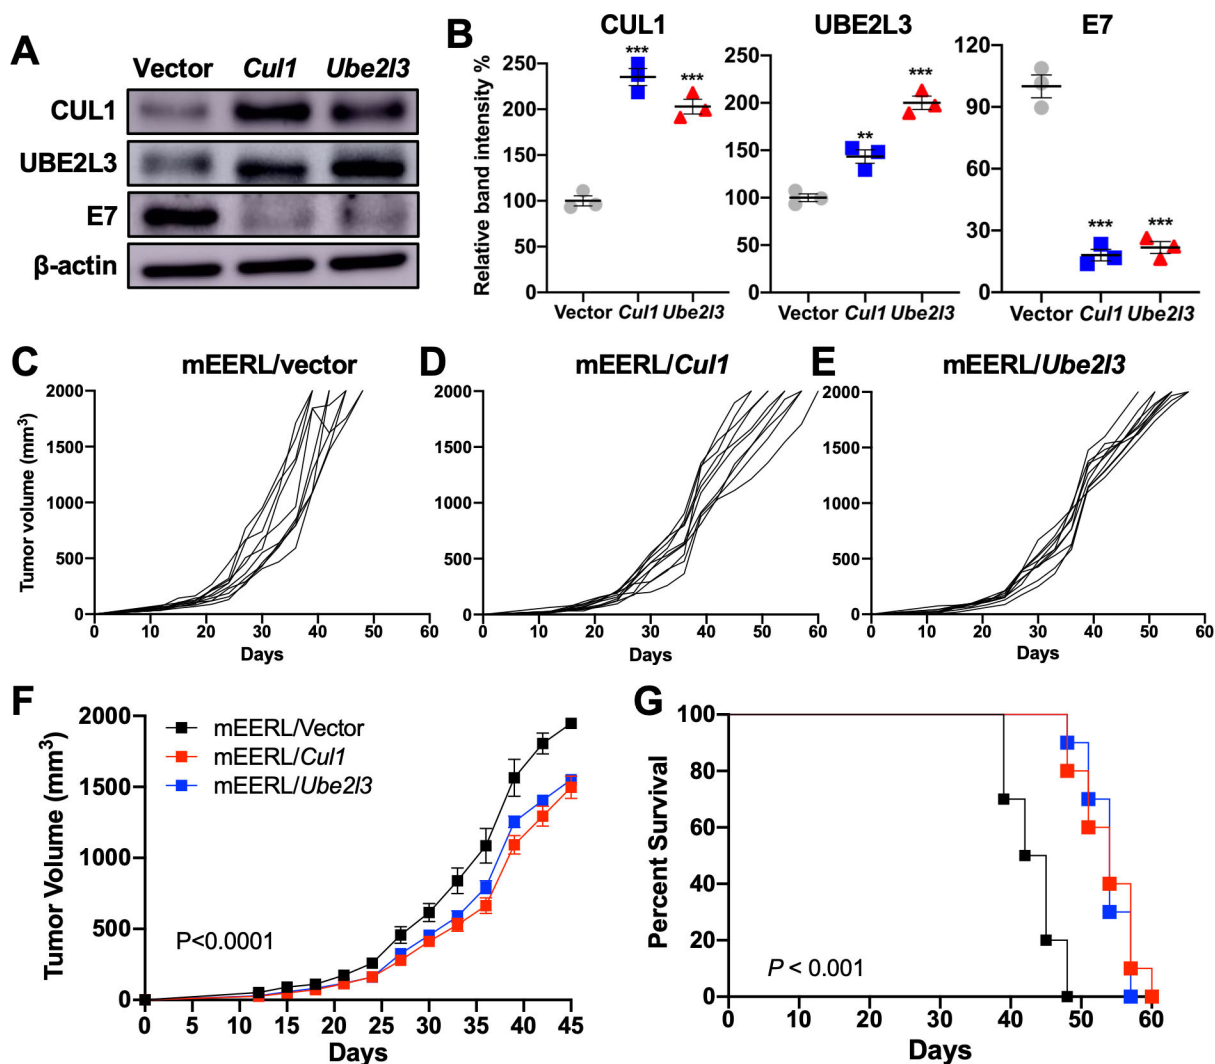 A
Vector Cul1 Ube2l3
CUL1
UBE2L3
E7
β-actin
B
CUL1
Relative band intensity %
250
200
150
100
50
0
***
***
Vector Cul1 Ube2l3
UBE2L3
250
200
150
100
50
0
**
***
Vector Cul1 Ube2l3
E7
120
90
60
30
0
***
***
Vector Cul1 Ube2l3
C
mEERL/vector
Tumor volume (mm3)
2000
1500
1000
500
0
0 10 20 30 40 50 60
Days
D
mEERL/Cul1
2000
1500
1000
500
0
0 10 20 30 40 50 60
Days
E
mEERL/Ube2l3
2000
1500
1000
500
0
0 10 20 30 40 50 60
Days
F
Tumor Volume (mm3)
2000
1500
1000
500
0
mEERL/Vector
mEERL/Cul1
mEERL/Ube2l3
P<0.0001
0 5 10 15 20 25 30 35 40 45
Days
G
Percent Survival
100
80
60
40
20
0
P < 0.001
0 10 20 30 40 50 60
Days